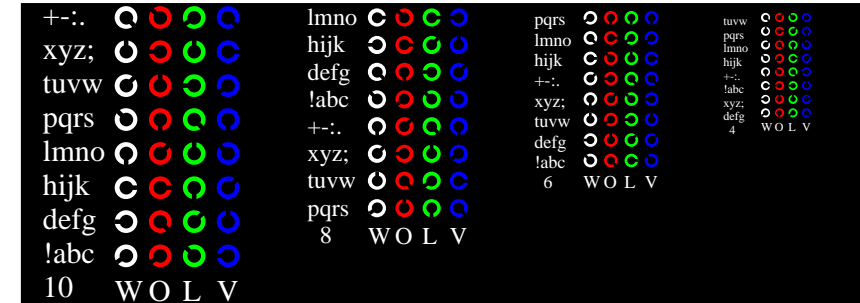 +-:.
xyz;
tuvw
pqrs
lmno
hijk
defg
!abc
10 W O L V
lmno
hijk
defg
!abc
+-:.
xyz;
tuvw
pqrs
8 W O L V
pqrs
lmno
hijk
+-:.
xyz;
tuvw
defg
!abc
6 W O L V
tuvw
pqrs
lmno
hijk
+-:.
!abc
xyz;
defg
4 W O L V